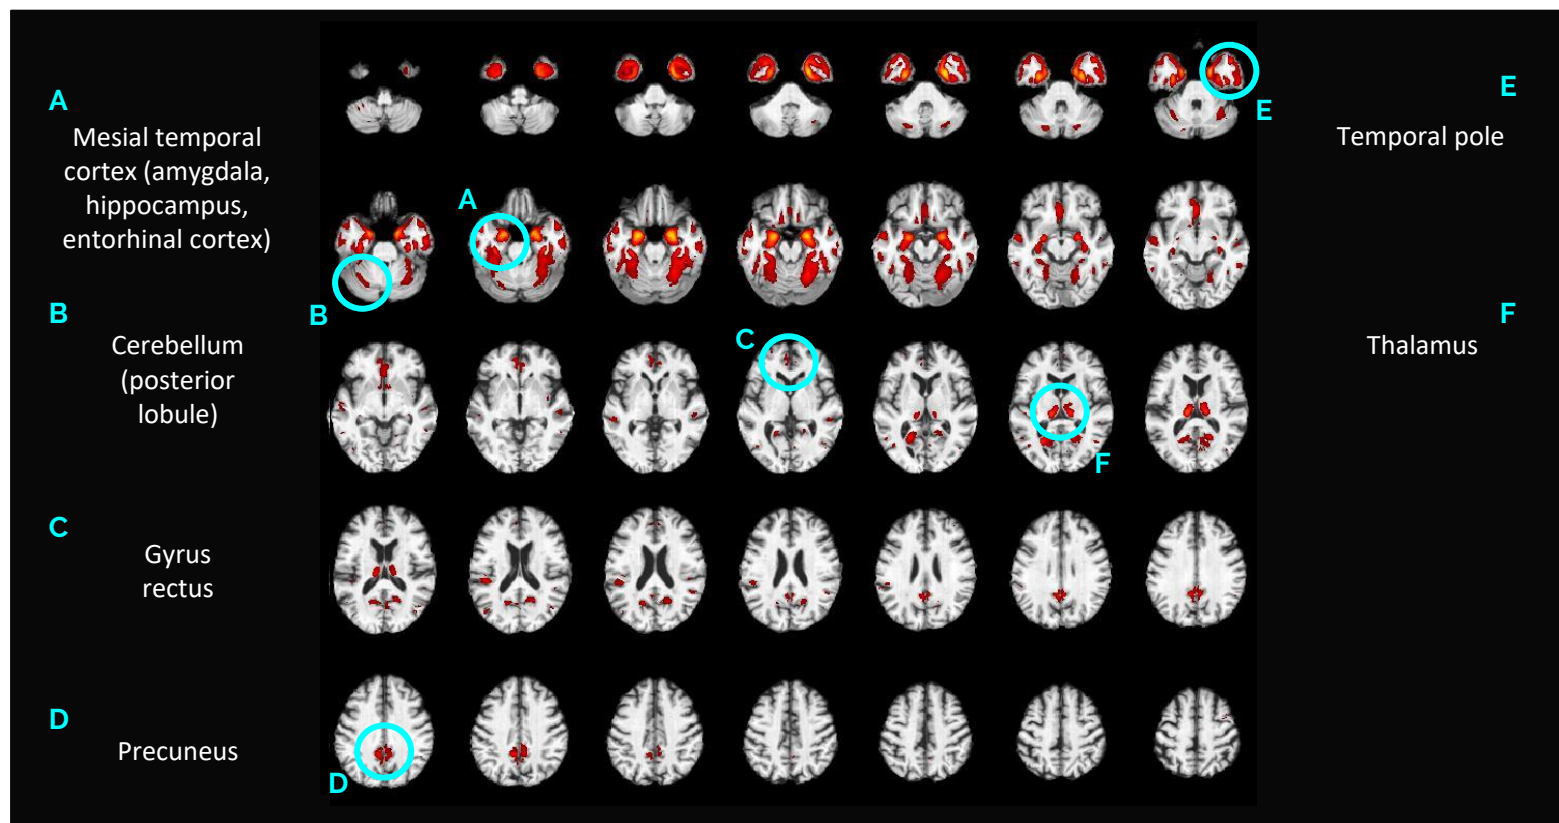 A
Mesial temporal
cortex (amygdala,
hippocampus,
entorhinal cortex)
B
Cerebellum
(posterior
lobule)
C
Gyrus
rectus
D
Precuneus
E
A
B
C
F
D
E
Temporal pole
F
Thalamus